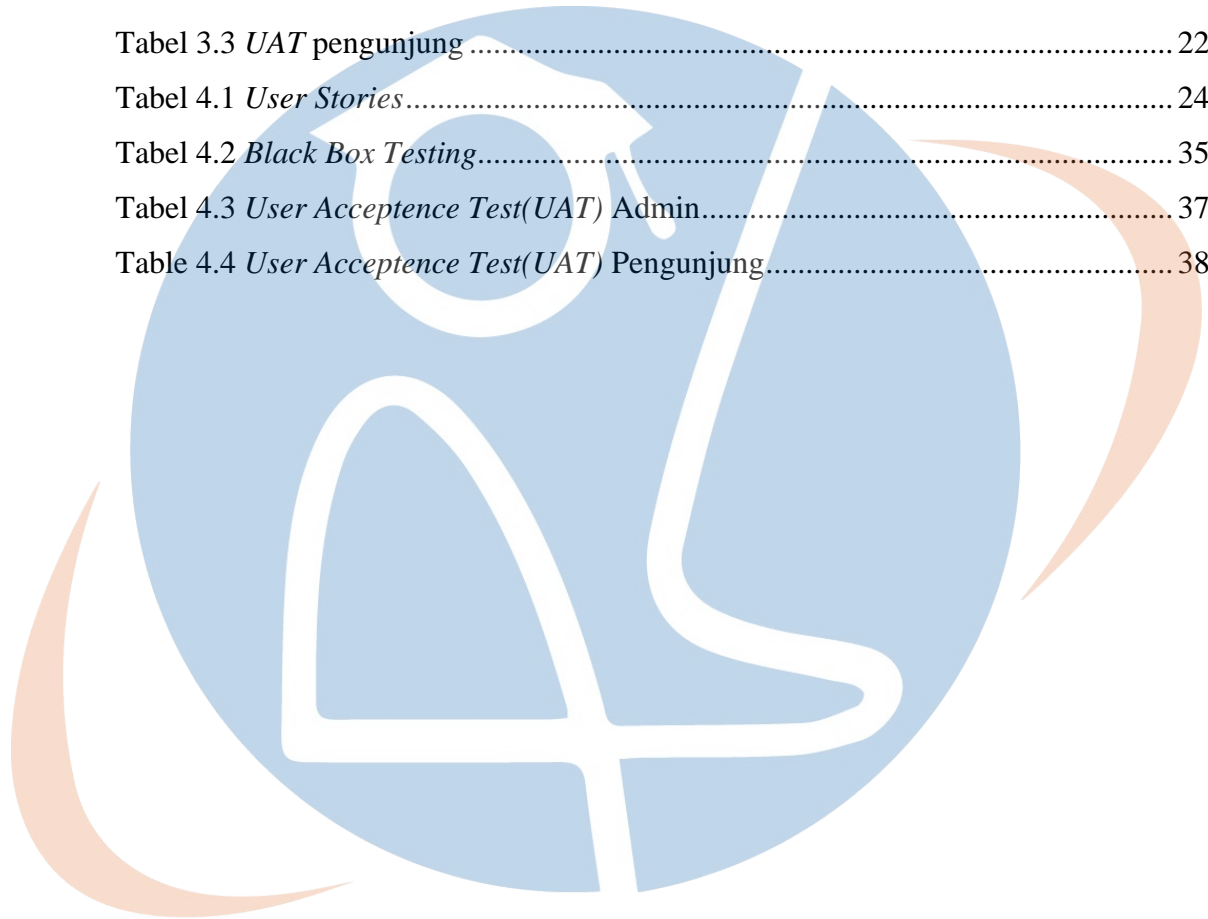 Tabel 3.3 UAT pengunjung ........................................................................................ 22
Tabel 4.1 User Stories................................................................................................ 24
Tabel 4.2 Black Box Testing....................................................................................... 35
Tabel 4.3 User Acceptence Test(UAT) Admin........................................................... 37
Table 4.4 User Acceptence Test(UAT) Pengunjung................................................... 38